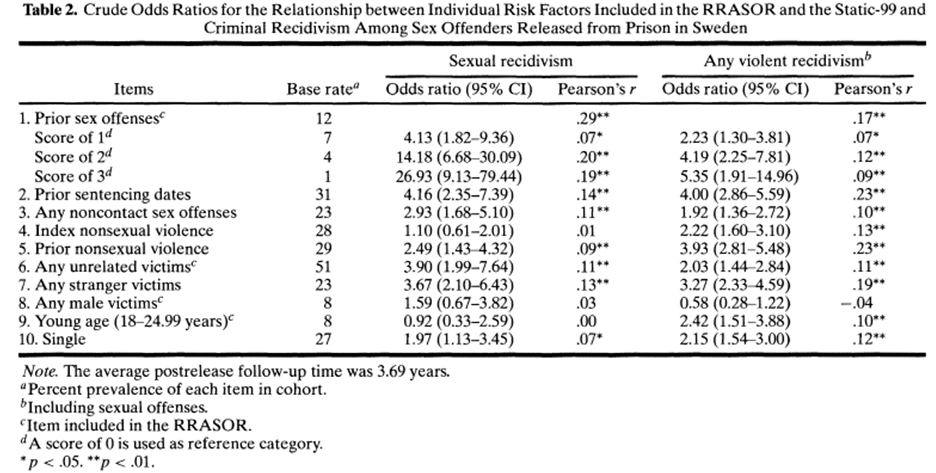 Table 2. Crude Odds Ratios for the Relationship between Individual Risk Factors Included in the RRASOR and the Static-99 and
Criminal Recidivism Among Sex Offenders Released from Prison in Sweden
Sexual recidivism Any violent recidivismᵇ
Items Base rateᵃ Odds ratio (95% CI) Pearson's r Odds ratio (95% CI) Pearson's r
1. Prior sex offensesᶜ 12 .29** .17**
Score of 1ᵈ 7 4.13 (1.82–9.36) .07* 2.23 (1.30–3.81) .07*
Score of 2ᵈ 4 14.18 (6.68–30.09) .20** 4.19 (2.25–7.81) .12**
Score of 3ᵈ 1 26.93 (9.13–79.44) .19** 5.35 (1.91–14.96) .09**
2. Prior sentencing dates 31 4.16 (2.35–7.39) .14** 4.00 (2.86–5.59) .23**
3. Any noncontact sex offenses 23 2.93 (1.68–5.10) .11** 1.92 (1.36–2.72) .10**
4. Index nonsexual violence 28 1.10 (0.61–2.01) .01 2.22 (1.60–3.10) .13**
5. Prior nonsexual violence 29 2.49 (1.43–4.32) .09** 3.93 (2.81–5.48) .23**
6. Any unrelated victimsᶜ 51 3.90 (1.99–7.64) .11** 2.03 (1.44–2.84) .11**
7. Any stranger victims 23 3.67 (2.10–6.43) .13** 3.27 (2.33–4.59) .19**
8. Any male victimsᶜ 8 1.59 (0.67–3.82) .03 0.58 (0.28–1.22) −.04
9. Young age (18–24.99 years)ᶜ 8 0.92 (0.33–2.59) .00 2.42 (1.51–3.88) .10**
10. Single 27 1.97 (1.13–3.45) .07* 2.15 (1.54–3.00) .12**
Note. The average postrelease follow-up time was 3.69 years.
ᵃPercent prevalence of each item in cohort.
ᵇIncluding sexual offenses.
ᶜItem included in the RRASOR.
ᵈA score of 0 is used as reference category.
*p < .05. **p < .01.